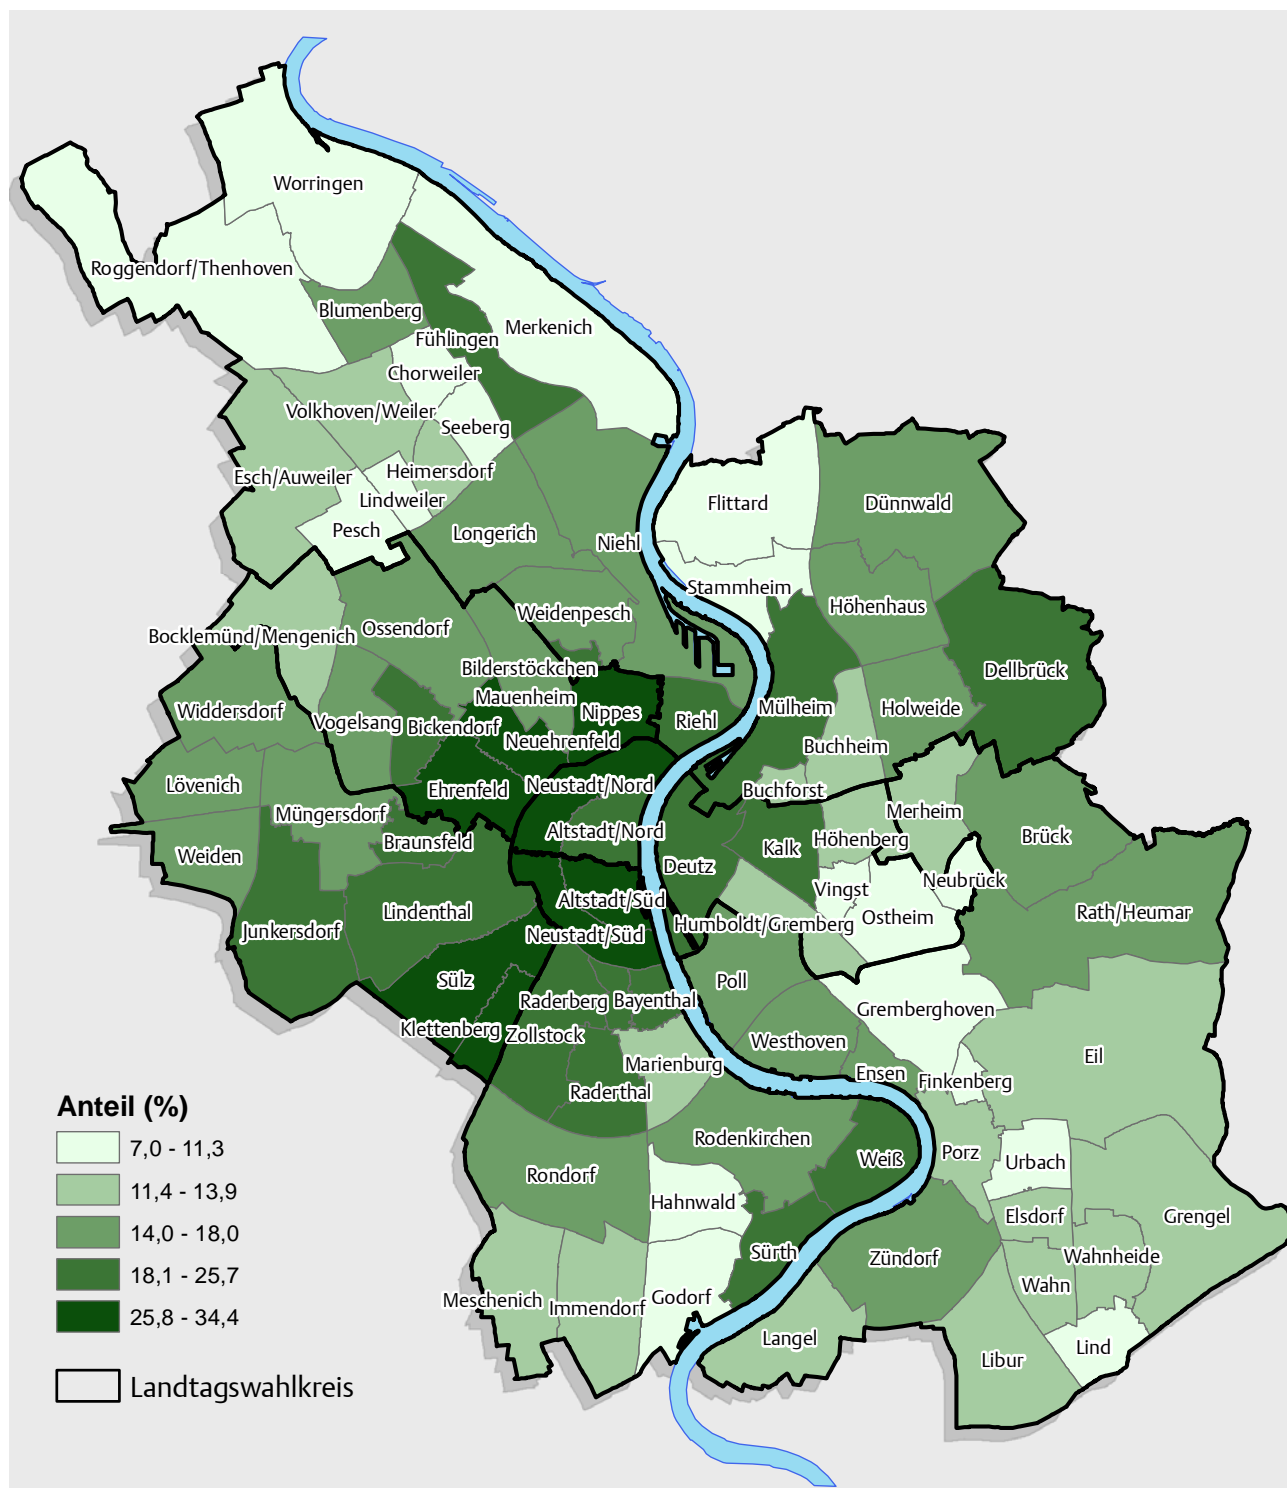 Worringen
Roggendorf/Thenhoven
Blumenberg
Merkenich
Fühlingen
Chorweiler
Volkhoven/Weiler
Seeberg
Heimersdorf
Esch/Auweiler
Lindweiler
Pesch
Longerich
Niehl
Flittard
Dünnwald
Stammheim
Höhenhaus
Weidenpesch
Ossendorf
Bocklemünd/Mengenich
Bilderstöckchen
Dellbrück
Mauenheim
Widdersdorf
Vogelsang
Bickendorf
Nippes
Riehl
Mülheim
Holweide
Neuehrenfeld
Buchheim
Lövenich
Ehrenfeld
Neustadt/Nord
Buchforst
Müngersdorf
Merheim
Altstadt/Nord
Höhenberg
Brück
Braunsfeld
Kalk
Weiden
Deutz
Neubrück
Vingst
Altstadt/Süd
Lindenthal
Ostheim
Rath/Heumar
Junkersdorf
Neustadt/Süd
Humboldt/Gremberg
Sülz
Poll
Raderberg
Bayenthal
Gremberghoven
Klettenberg
Zollstock
Westhoven
Eil
Marienburg
Ensen
Finkenberg
Raderthal
Rodenkirchen
Weiß
Porz
Urbach
Rondorf
Hahnwald
Elsdorf
Grengel
Sürth
Zündorf
Wahnheide
Wahn
Meschenich
Immendorf
Godorf
Langel
Lind
Libur
Anteil (%)
7,0 - 11,3
11,4 - 13,9
14,0 - 18,0
18,1 - 25,7
25,8 - 34,4
Landtagswahlkreis